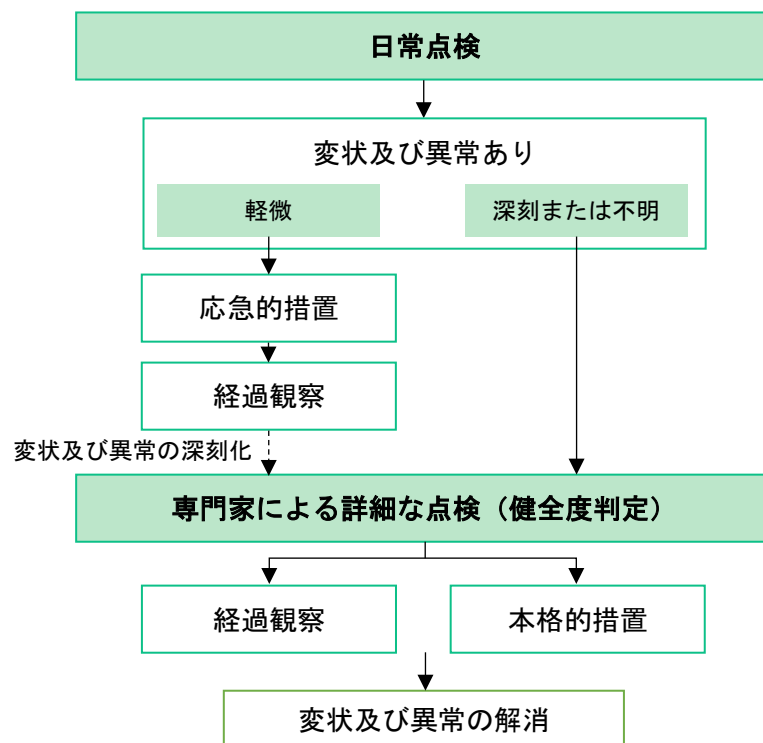 日常点検
変状及び異常あり
軽微
深刻または不明
応急的措置
経過観察
変状及び異常の深刻化
専門家による詳細な点検（健全度判定）
経過観察
本格的措置
変状及び異常の解消